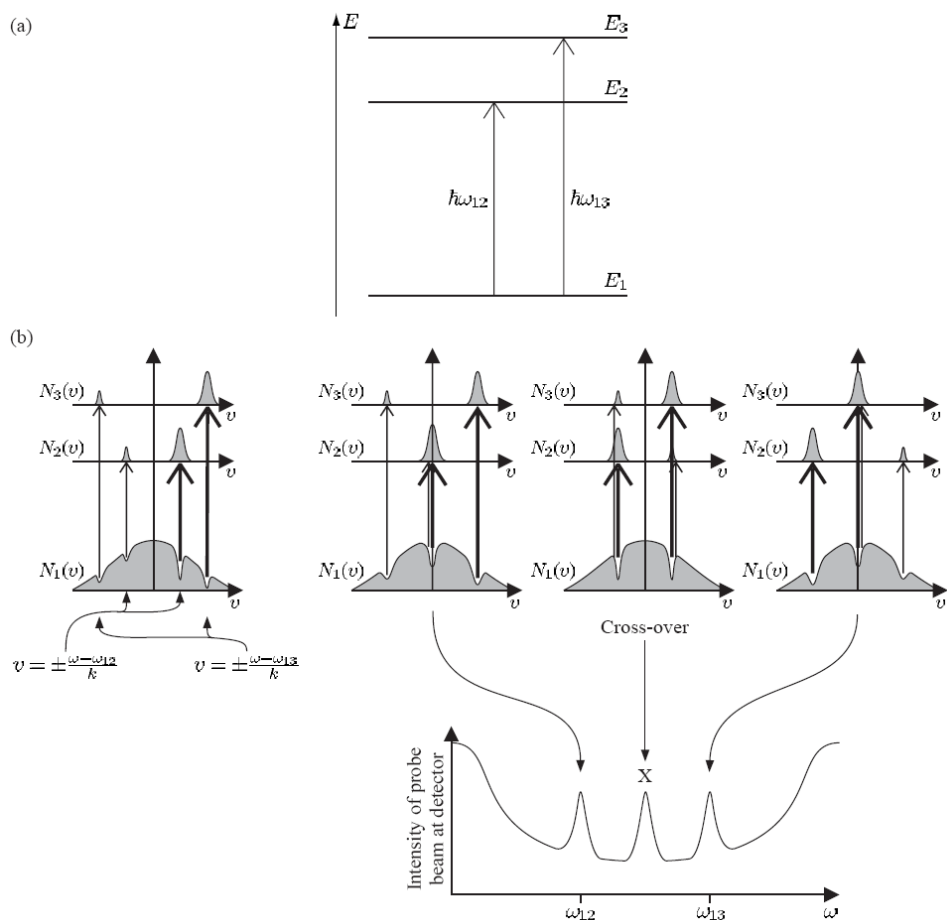 (a)
E
E₃
E₂
ħω₁₂
ħω₁₃
E₁
(b)
N₃(v) v N₃(v) v N₃(v) v N₃(v) v
N₂(v) v N₂(v) v N₂(v) v N₂(v) v
N₁(v) v N₁(v) v N₁(v) v N₁(v) v
Cross-over
v = ±(ω−ω₁₂)/k v = ±(ω−ω₁₃)/k
X
Intensity of probe
beam at detector
ω₁₂ ω₁₃ ω